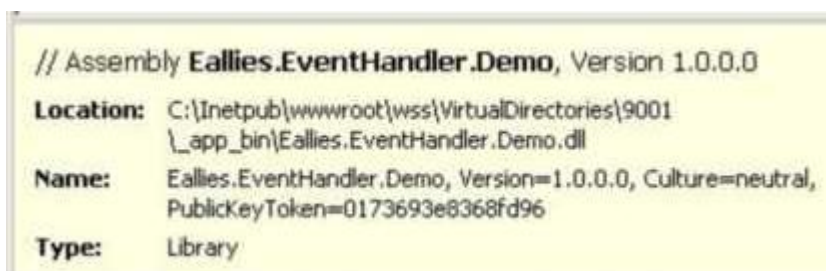 // Assembly Eallies.EventHandler.Demo, Version 1.0.0.0
Location: C:\Inetpub\wwwroot\wss\VirtualDirectories\9001
\_app_bin\Eallies.EventHandler.Demo.dll
Name: Eallies.EventHandler.Demo, Version=1.0.0.0, Culture=neutral,
PublicKeyToken=0173693e8368fd96
Type: Library